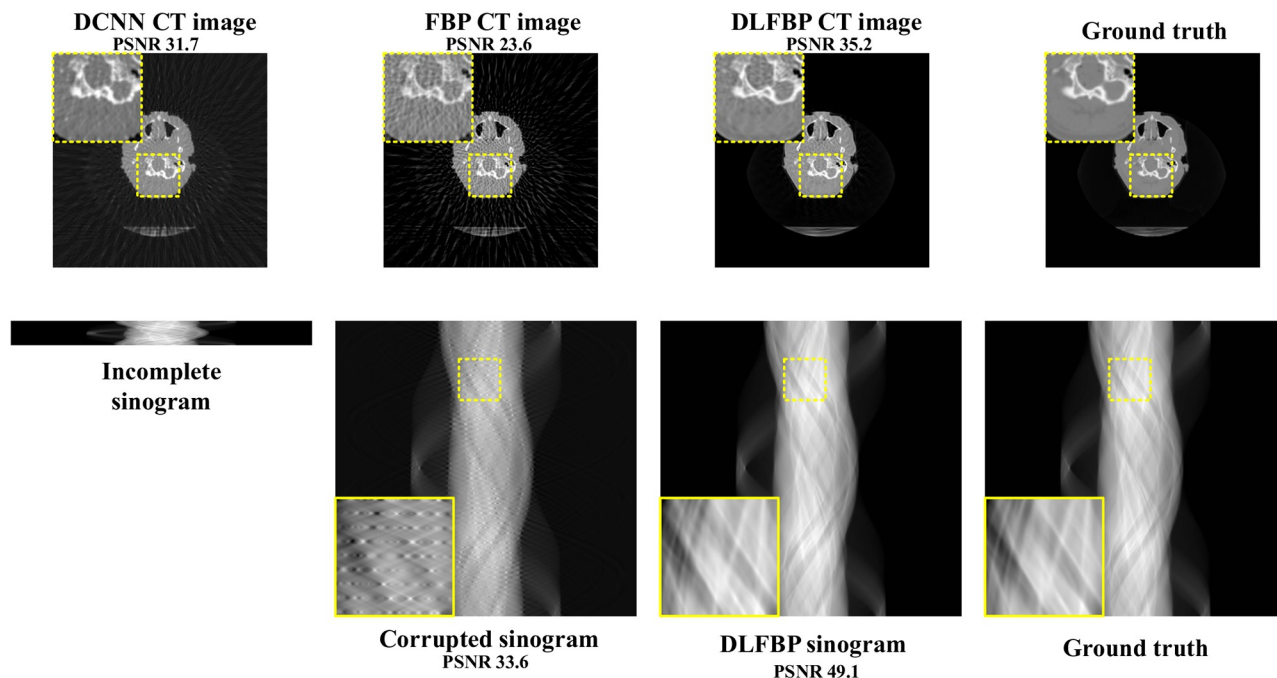 DCNN CT image
PSNR 31.7
FBP CT image
PSNR 23.6
DLFBP CT image
PSNR 35.2
Ground truth
Incomplete
sinogram
Corrupted sinogram
PSNR 33.6
DLFBP sinogram
PSNR 49.1
Ground truth